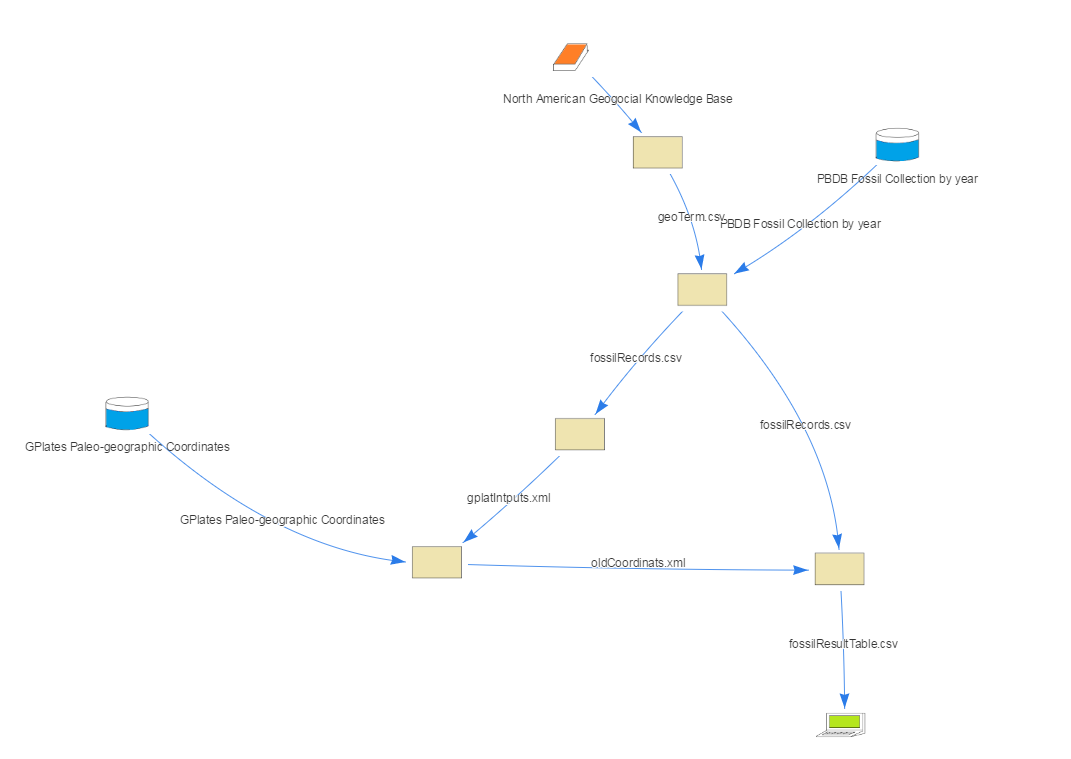 North American Geogocial Knowledge Base
PBDB Fossil Collection by year
geoTerm.csv
PBDB Fossil Collection by year
fossilRecords.csv
fossilRecords.csv
GPlates Paleo-geographic Coordinates
gplatIntputs.xml
GPlates Paleo-geographic Coordinates
oldCoordinats.xml
fossilResultTable.csv